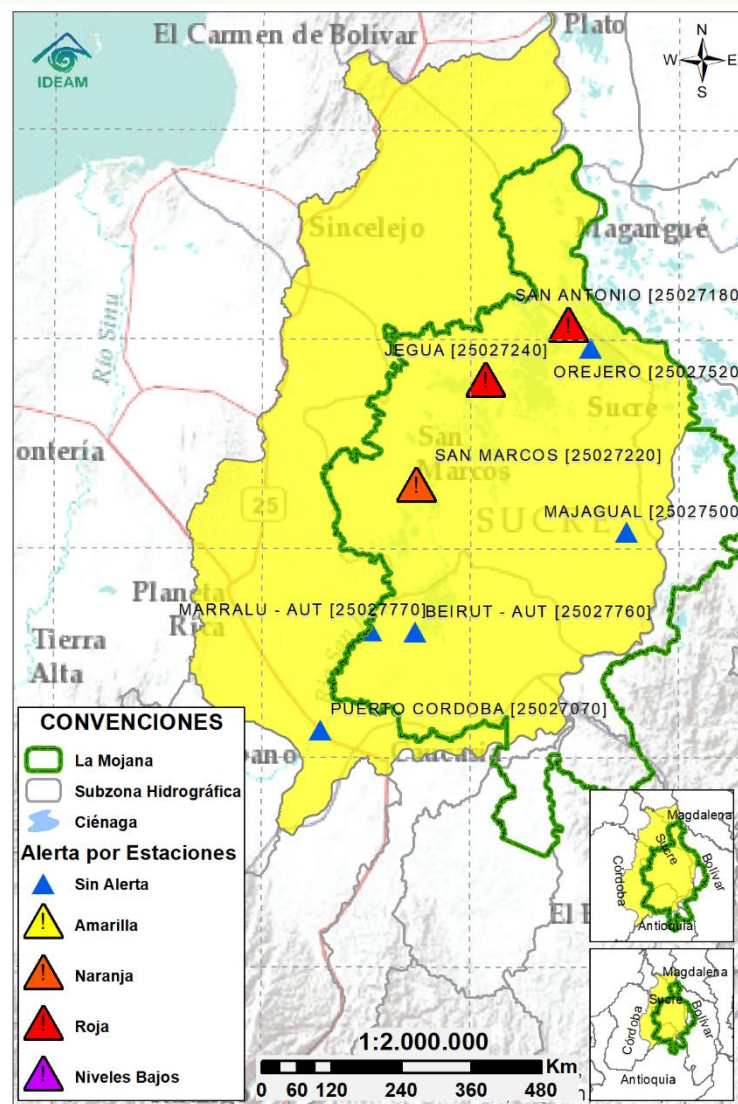 El Carmen de Bolívar
Plato
IDEAM
N
W E
S
Sincelejo
Magangué
Río Sinú
SAN ANTONIO [25027180
JEGUA [25027240]
OREJERO [25027520
Sucre
ontería
San
Marcos
SAN MARCOS [25027220]
25
SUCRE
MAJAGUAL [25027500
Planeta
Rica
MARRALU - AUT [25027770]
BEIRUT - AUT [25027760]
Tierra
Alta
PUERTO CORDOBA [25027070]
bano
Caucasia
El B
CONVENCIONES
La Mojana
Subzona Hidrográfica
Ciénaga
Alerta por Estaciones
Sin Alerta
Amarilla
Naranja
Roja
Niveles Bajos
Magdalena
Sucre
Córdoba
Bolívar
Antioquia
Magdalena
Sucre
Córdoba
Bolívar
Antioquia
1:2.000.000
Km
0 60 120 240 360 480